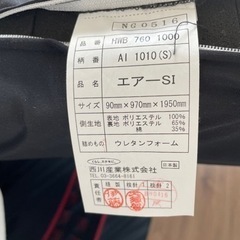 NG0516
品番 HWB 760 1000
柄番 AI 1010(S)
品名 エアーSI
サイズ 90mm×970mm×1950mm
側生地 表地 ポリエステル 100%
裏地 ポリエステル 65%
綿 35%
詰めもの ウレタンフォーム
西川産業株式会社
日本製